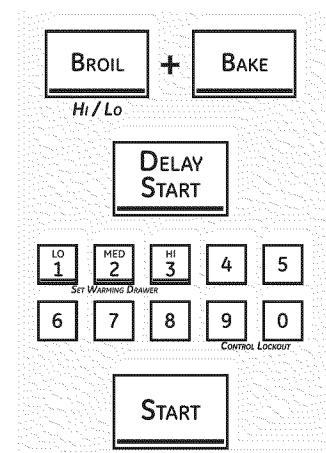 BROIL + BAKE
HI / LO
DELAY
START
LO MED HI
1 2 3 4 5
SET WARMING DRAWER
6 7 8 9 0
CONTROL LOCKOUT
START